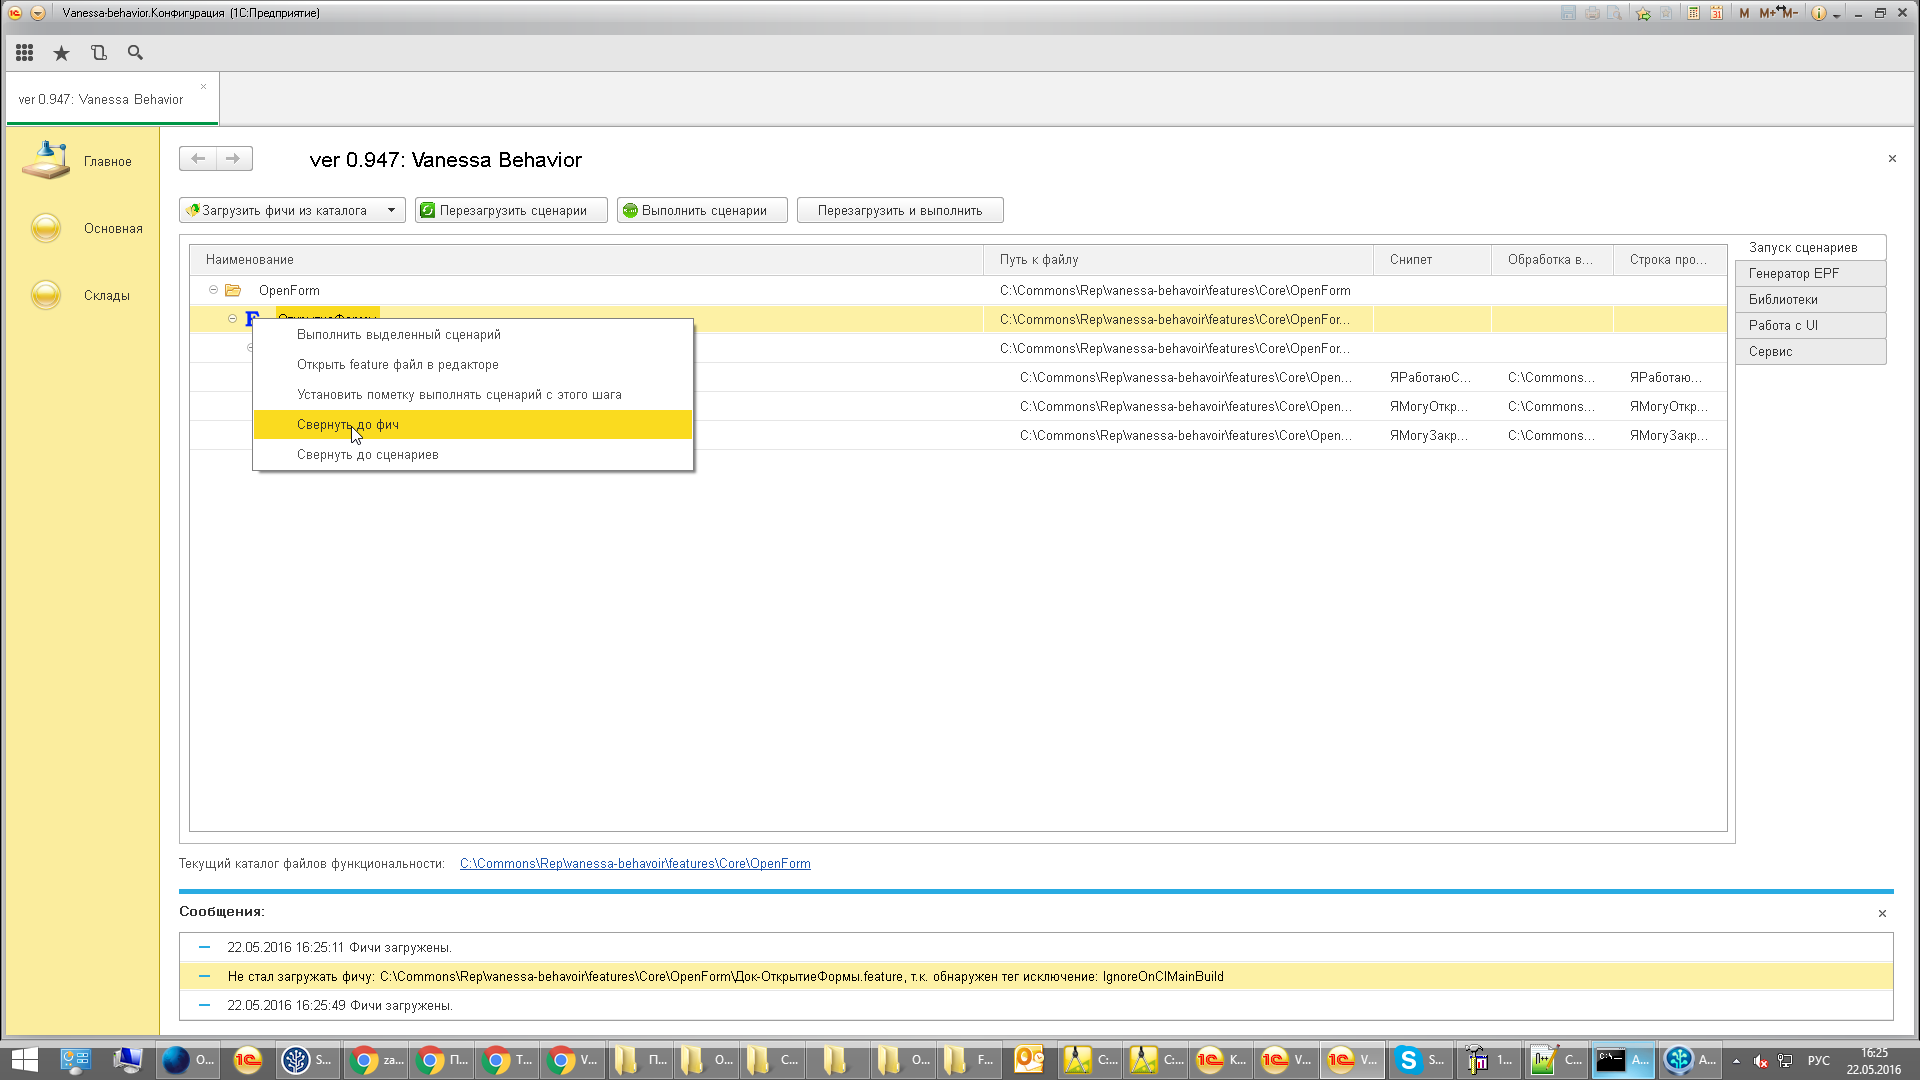 Vanessa-behavior.Конфигурация (1С:Предприятие)
M M+ M-
ver 0.947: Vanessa Behavior
Главное
Основная
Склады
ver 0.947: Vanessa Behavior
Загрузить фичи из каталога
Перезагрузить сценарии
Выполнить сценарии
Перезагрузить и выполнить
Наименование Путь к файлу Снипет Обработка в... Строка про...
OpenForm C:\Commons\Rep\vanessa-behavoir\features\Core\OpenForm
C:\Commons\Rep\vanessa-behavoir\features\Core\OpenFor...
C:\Commons\Rep\vanessa-behavoir\features\Core\OpenFor...
C:\Commons\Rep\vanessa-behavoir\features\Core\Open... ЯРаботаюС... C:\Commons... ЯРаботаю...
C:\Commons\Rep\vanessa-behavoir\features\Core\Open... ЯМогуОткр... C:\Commons... ЯМогуОткр...
C:\Commons\Rep\vanessa-behavoir\features\Core\Open... ЯМогуЗакр... C:\Commons... ЯМогуЗакр...
Выполнить выделенный сценарий
Открыть feature файл в редакторе
Установить пометку выполнять сценарий с этого шага
Свернуть до фич
Свернуть до сценариев
Запуск сценариев
Генератор EPF
Библиотеки
Работа с UI
Сервис
Текущий каталог файлов функциональности: C:\Commons\Rep\vanessa-behavoir\features\Core\OpenForm
Сообщения:
22.05.2016 16:25:11 Фичи загружены.
Не стал загружать фичу: C:\Commons\Rep\vanessa-behavoir\features\Core\OpenForm\Док-ОткрытиеФормы.feature, т.к. обнаружен тег исключение: IgnoreOnCIMainBuild
22.05.2016 16:25:49 Фичи загружены.
O... S... za... П... T... V... П... O... C... O... F... C:... C:... К... V... V... S... 1... C... A... A... РУС 16:25
22.05.2016